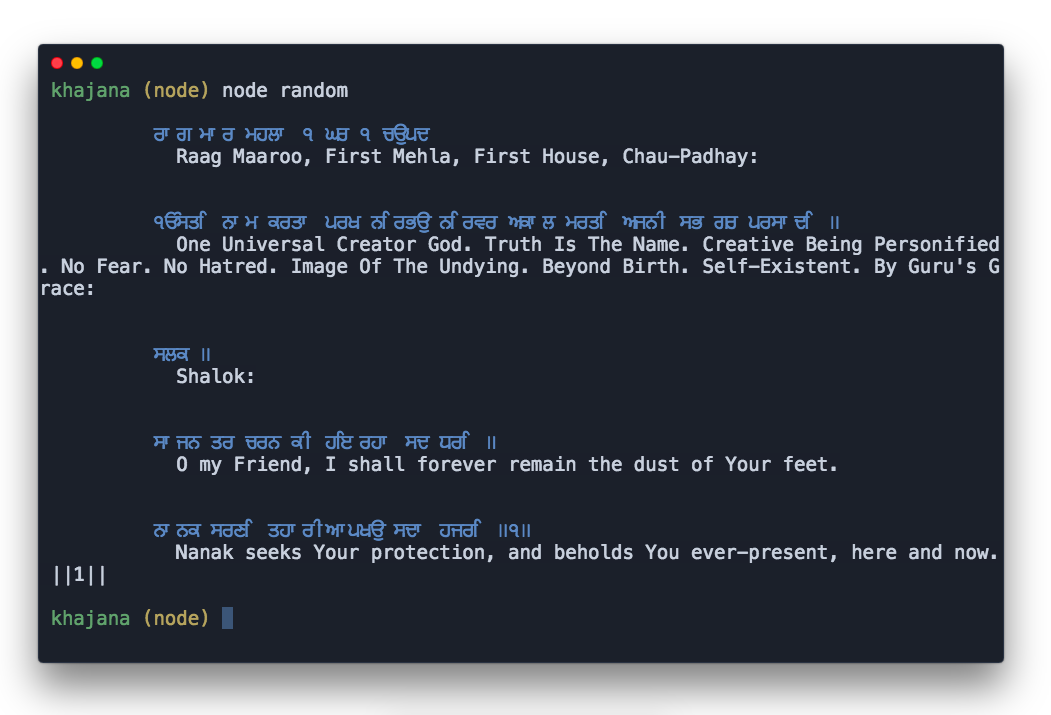 khajana (node) node random
ਰਾਗ ਮਾਰ ਮਹਲਾ ੧ ਘਰ ੧ ਚਉਪਦ
Raag Maaroo, First Mehla, First House, Chau-Padhay:
ੴਸਤਿ ਨਾਮ ਕਰਤਾ ਪਰਖ ਨਿਰਭਉ ਨਿਰਵਰ ਅਕਾਲ ਮਰਤਿ ਅਜਨੀ ਸਭ ਗਰ ਪਰਸਾਦਿ ॥
One Universal Creator God. Truth Is The Name. Creative Being Personified
. No Fear. No Hatred. Image Of The Undying. Beyond Birth. Self-Existent. By Guru's G
race:
ਸਲਕ ॥
Shalok:
ਸਾਜਨ ਤਰ ਚਰਨ ਕੀ ਹਇ ਰਹਾ ਸਦ ਧਰਿ ॥
O my Friend, I shall forever remain the dust of Your feet.
ਨਾਨਕ ਸਰਣਿ ਤਹਾਰੀਆ ਪਖਉ ਸਦਾ ਹਜਰਿ ॥੧॥
Nanak seeks Your protection, and beholds You ever-present, here and now.
||1||
khajana (node)